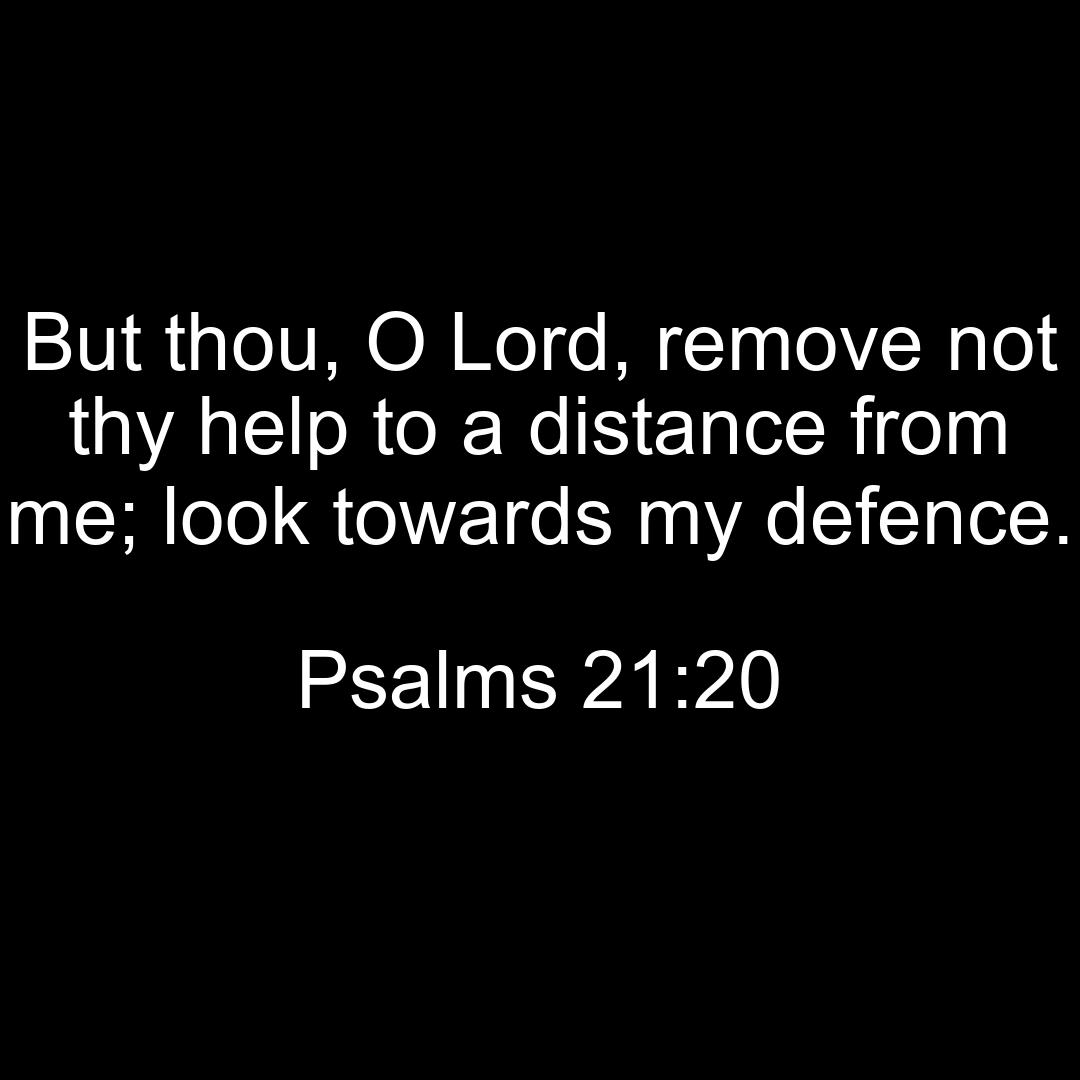 But thou, O Lord, remove not
thy help to a distance from
me; look towards my defence.
Psalms 21:20